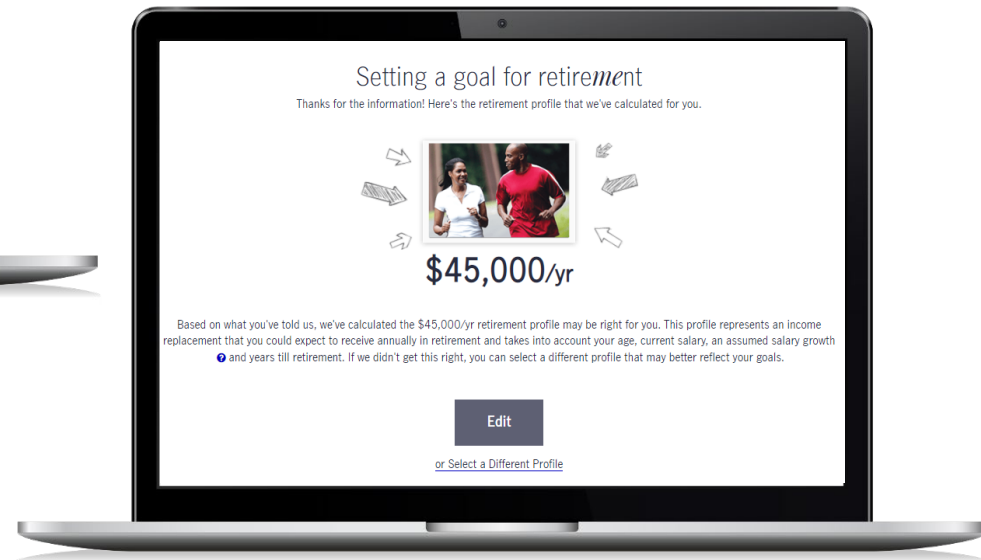 Setting a goal for retirement
Thanks for the information! Here's the retirement profile that we've calculated for you.
$45,000/yr
Based on what you've told us, we've calculated the $45,000/yr retirement profile may be right for you. This profile represents an income
replacement that you could expect to receive annually in retirement and takes into account your age, current salary, an assumed salary growth
? and years till retirement. If we didn't get this right, you can select a different profile that may better reflect your goals.
Edit
or Select a Different Profile